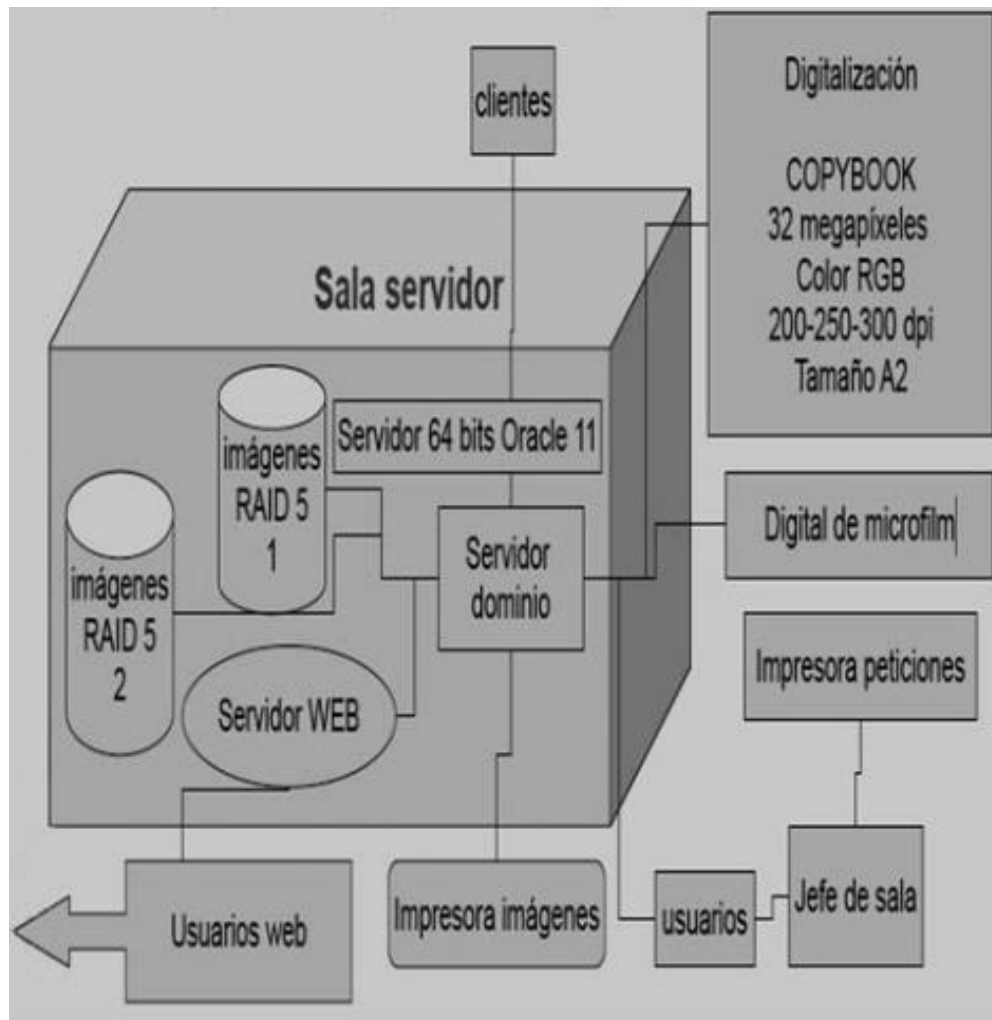 clientes
Digitalización
COPYBOOK
32 megapíxeles
Color RGB
200-250-300 dpi
Tamaño A2
Sala servidor
Servidor 64 bits Oracle 11
imágenes
RAID 5
1
imágenes
RAID 5
2
Servidor
dominio
Digital de microfilm
Servidor WEB
Impresora peticiones
Usuarios web
Impresora imágenes
usuarios
Jefe de sala